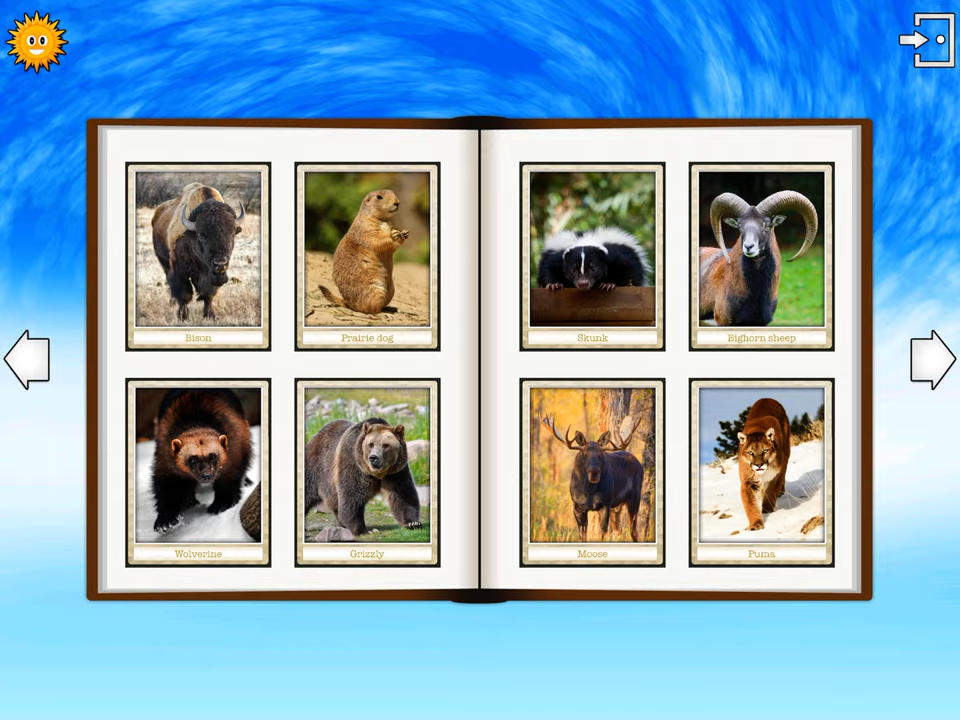 Bison
Prairie dog
Skunk
Bighorn sheep
Wolverine
Grizzly
Moose
Puma